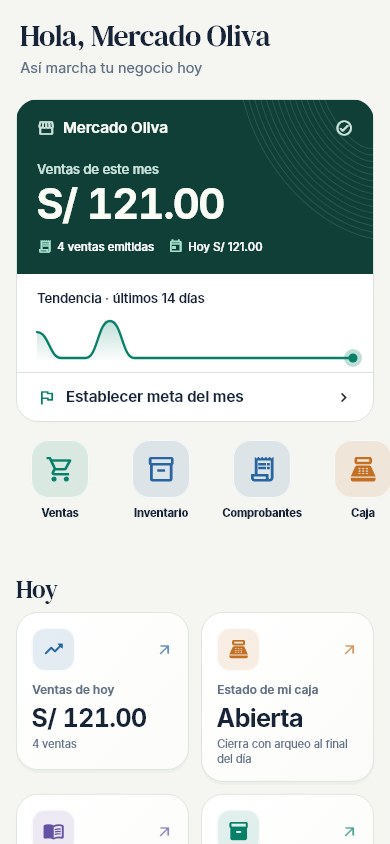 Hola, Mercado Oliva
Así marcha tu negocio hoy
Mercado Oliva
Ventas de este mes
S/ 121.00
4 ventas emitidas
Hoy S/ 121.00
Tendencia · últimos 14 días
Establecer meta del mes
Ventas
Inventario
Comprobantes
Caja
Hoy
Ventas de hoy
S/ 121.00
4 ventas
Estado de mi caja
Abierta
Cierra con arqueo al final
del día